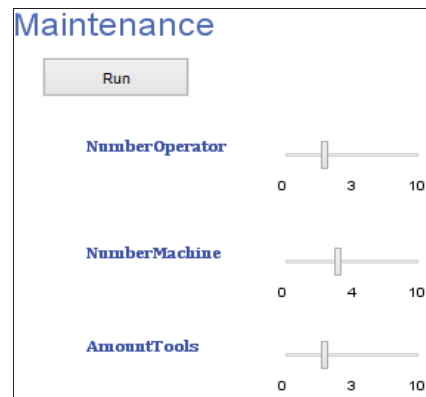 Maintenance
Run
NumberOperator
0 3 10
NumberMachine
0 4 10
AmountTools
0 3 10